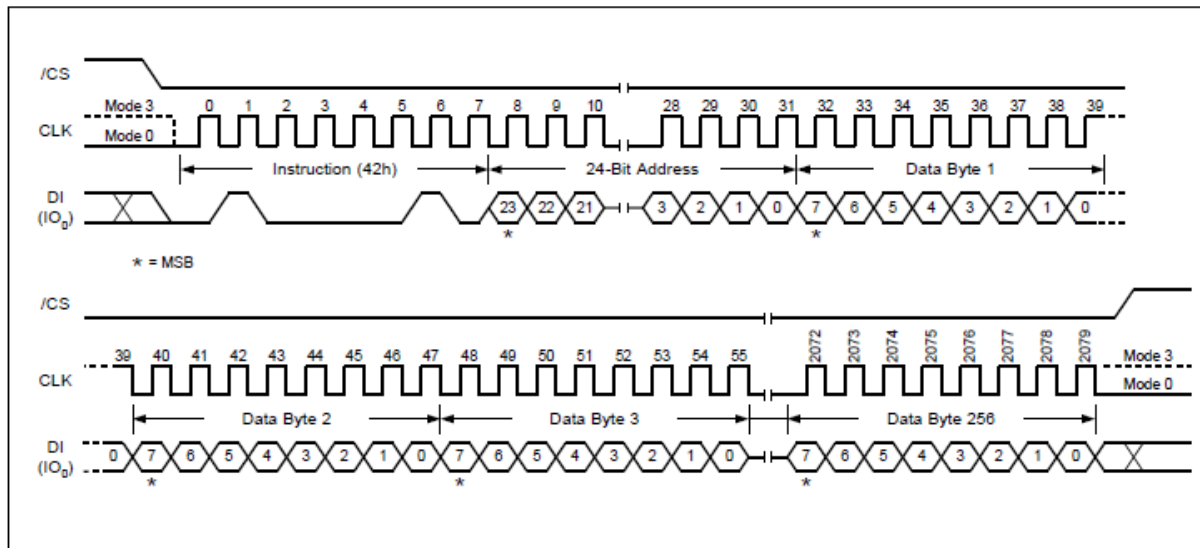 /CS
Mode 3 0 1 2 3 4 5 6 7 8 9 10 28 29 30 31 32 33 34 35 36 37 38 39
CLK Mode 0
Instruction (42h) 24-Bit Address Data Byte 1
DI
(IO0) 23 22 21 3 2 1 0 7 6 5 4 3 2 1 0
* *
* = MSB
/CS
39 40 41 42 43 44 45 46 47 48 49 50 51 52 53 54 55 2072 2073 2074 2075 2076 2077 2078 2079 Mode 3
CLK Mode 0
Data Byte 2 Data Byte 3 Data Byte 256
DI
(IO0) 0 7 6 5 4 3 2 1 0 7 6 5 4 3 2 1 0 7 6 5 4 3 2 1 0
* * *